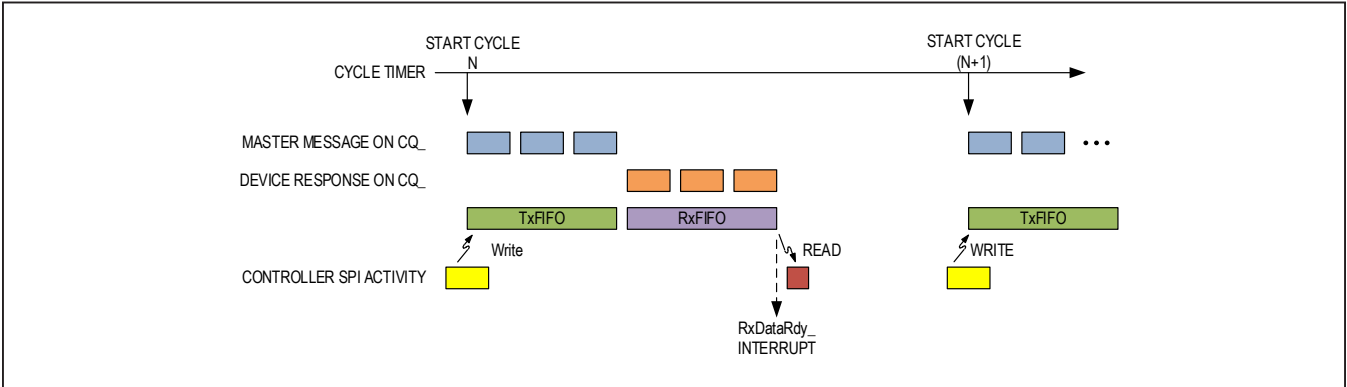 START CYCLE
N
START CYCLE
(N+1)
CYCLE TIMER
MASTER MESSAGE ON CQ_
•••
DEVICE RESPONSE ON CQ_
TxFIFO
RxFIFO
TxFIFO
Write
READ
WRITE
CONTROLLER SPI ACTIVITY
RxDataRdy_
INTERRUPT